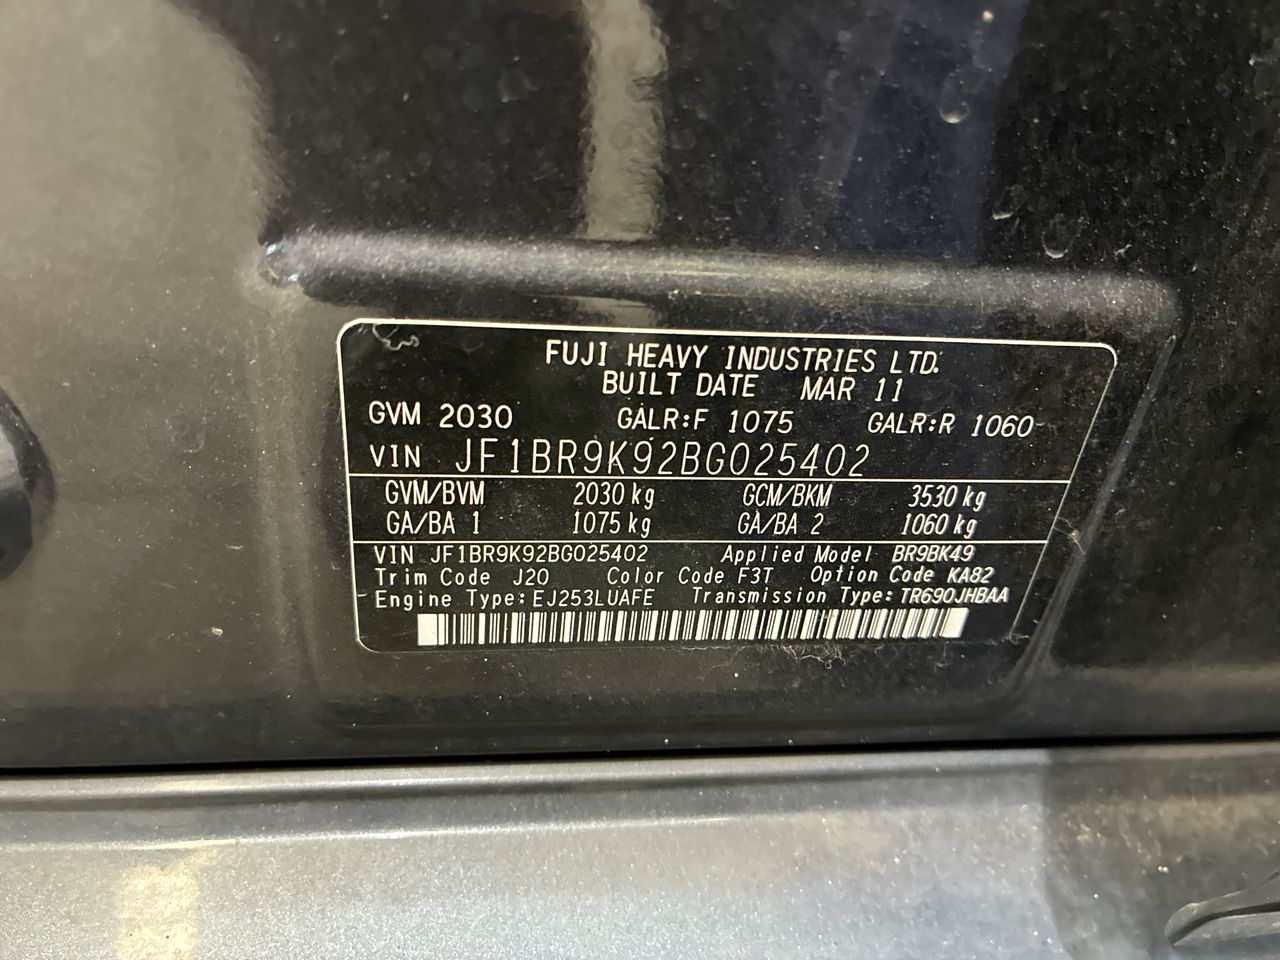 FUJI HEAVY INDUSTRIES LTD.
BUILT DATE MAR 11
GVM 2030 GALR:F 1075 GALR:R 1060
VIN JF1BR9K92BG025402
GVM/BVM 2030 kg GCM/BKM 3530 kg
GA/BA 1 1075 kg GA/BA 2 1060 kg
VIN JF1BR9K92BG025402 Applied Model BR9BK49
Trim Code J20 Color Code F3T Option Code KA82
Engine Type: EJ253LUAFE Transmission Type: TR690JHBAA